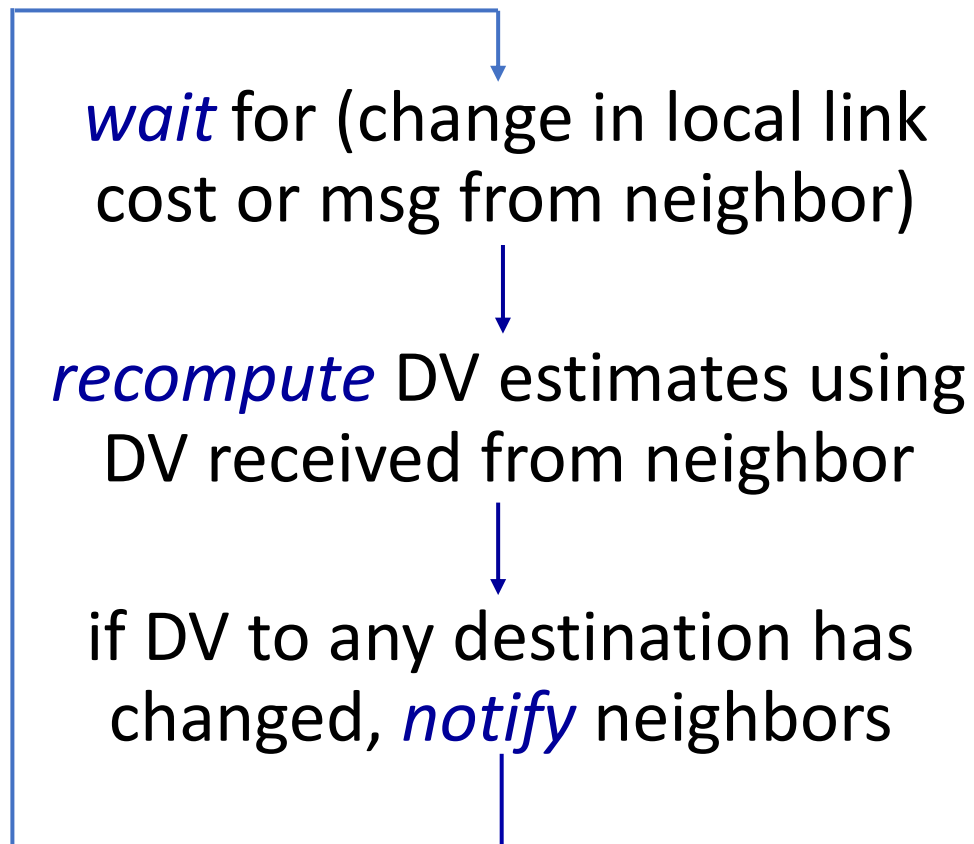 wait for (change in local link
cost or msg from neighbor)
recompute DV estimates using
DV received from neighbor
if DV to any destination has
changed, notify neighbors